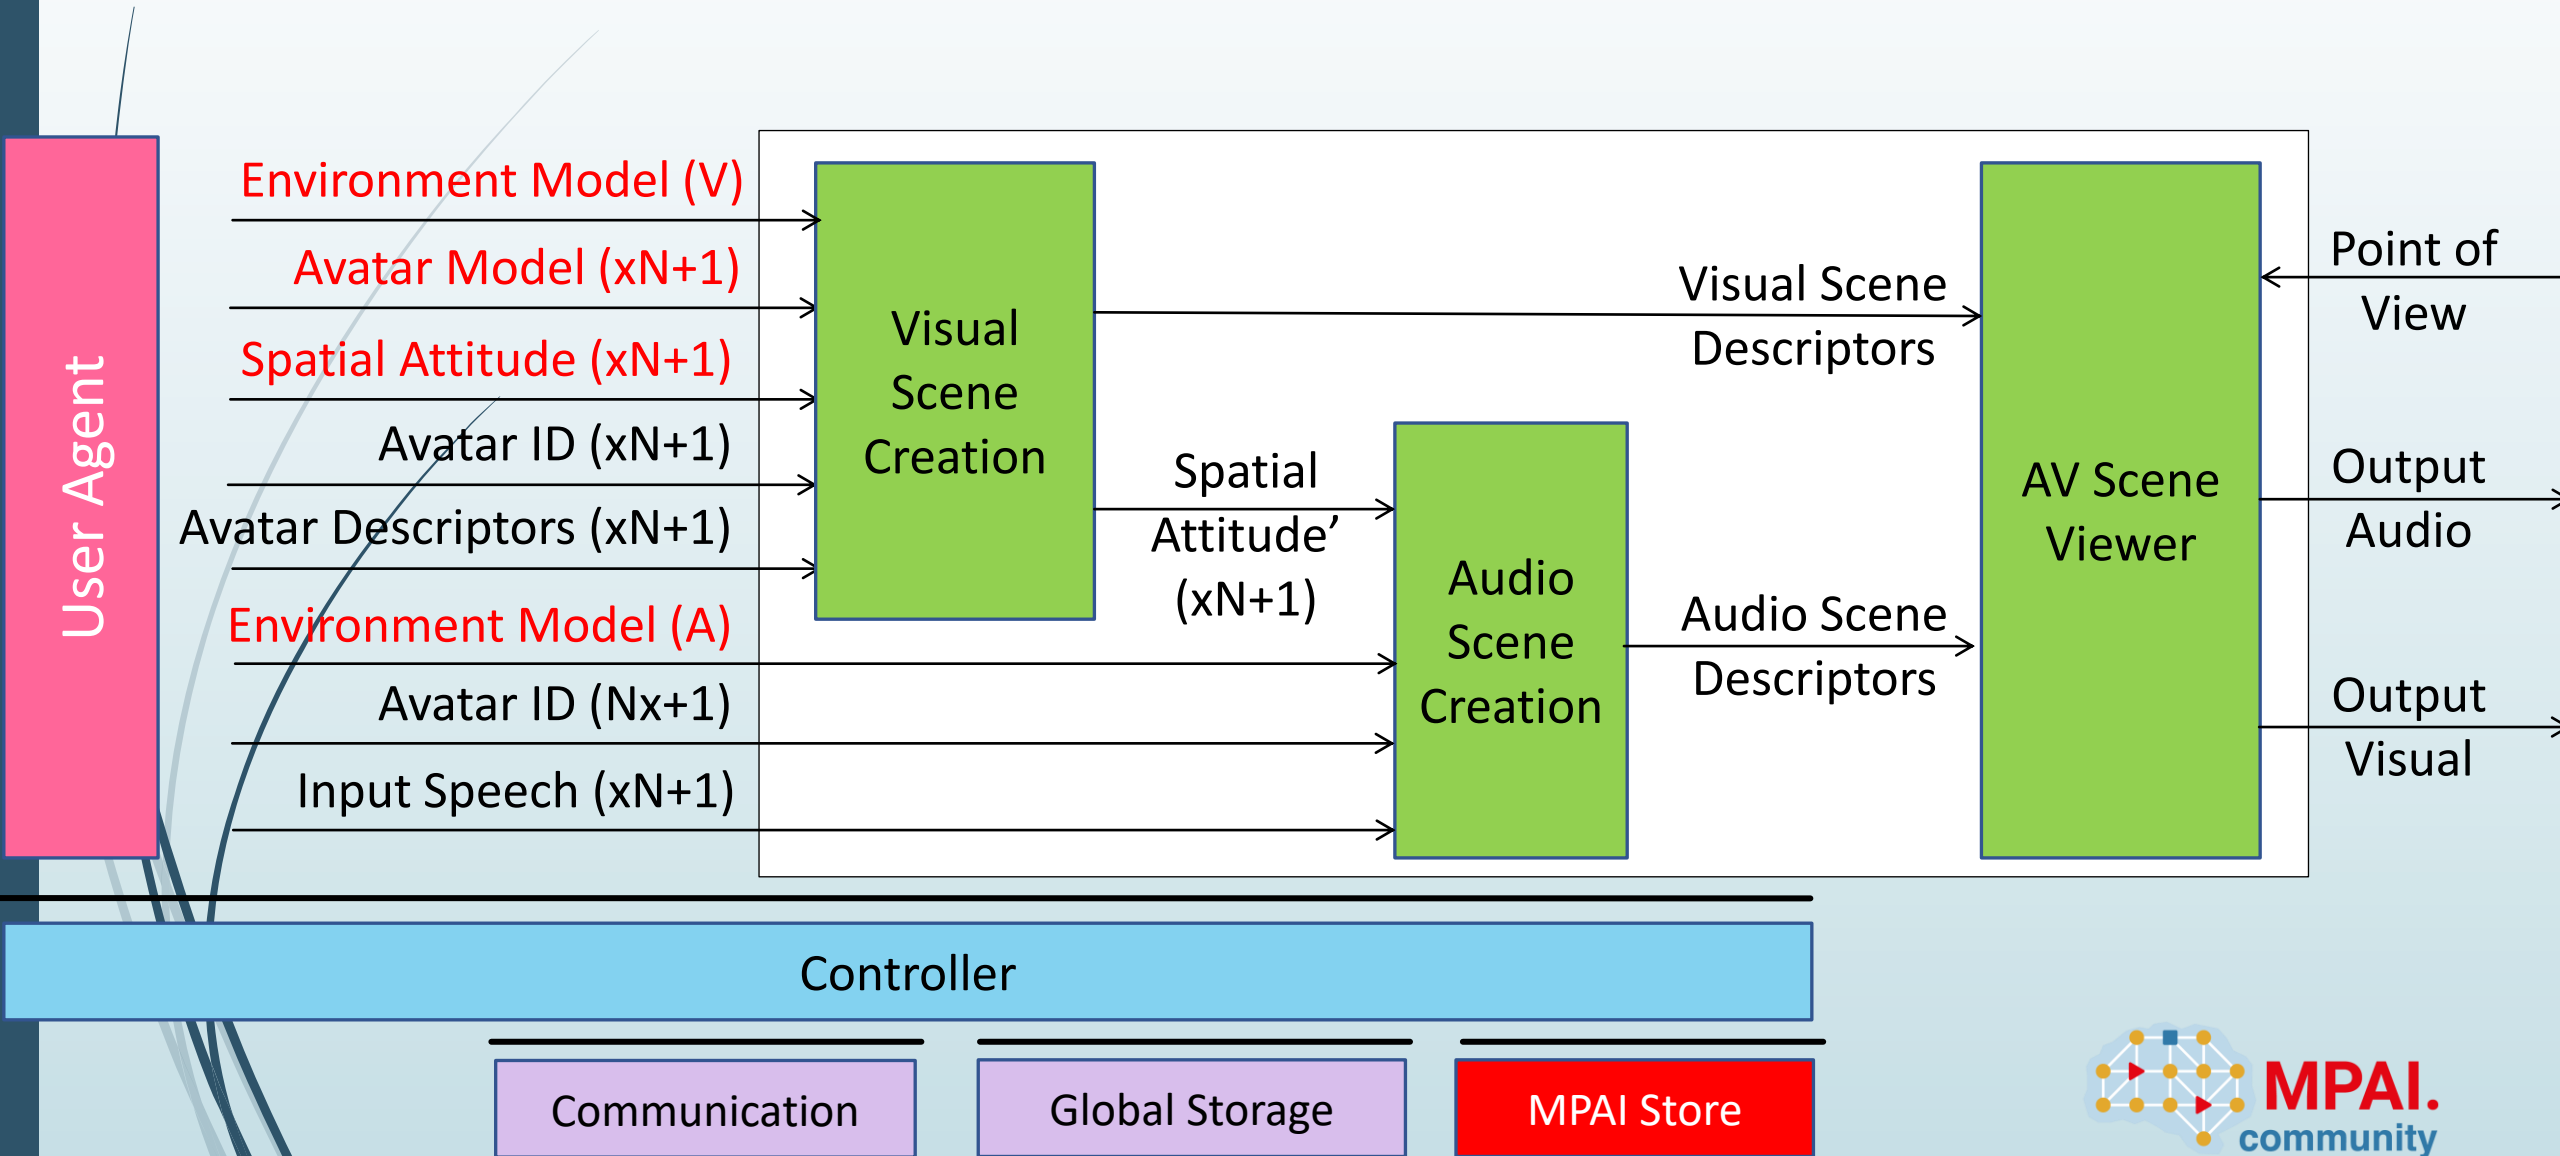 User Agent
Environment Model (V)
Avatar Model (xN+1)
Spatial Attitude (xN+1)
Avatar ID (xN+1)
Avatar Descriptors (xN+1)
Environment Model (A)
Avatar ID (Nx+1)
Input Speech (xN+1)
Visual
Scene
Creation
Spatial
Attitude’
(xN+1)
Audio
Scene
Creation
Visual Scene
Descriptors
Audio Scene
Descriptors
AV Scene
Viewer
Point of
View
Output
Audio
Output
Visual
Controller
Communication
Global Storage
MPAI Store
MPAI.
community